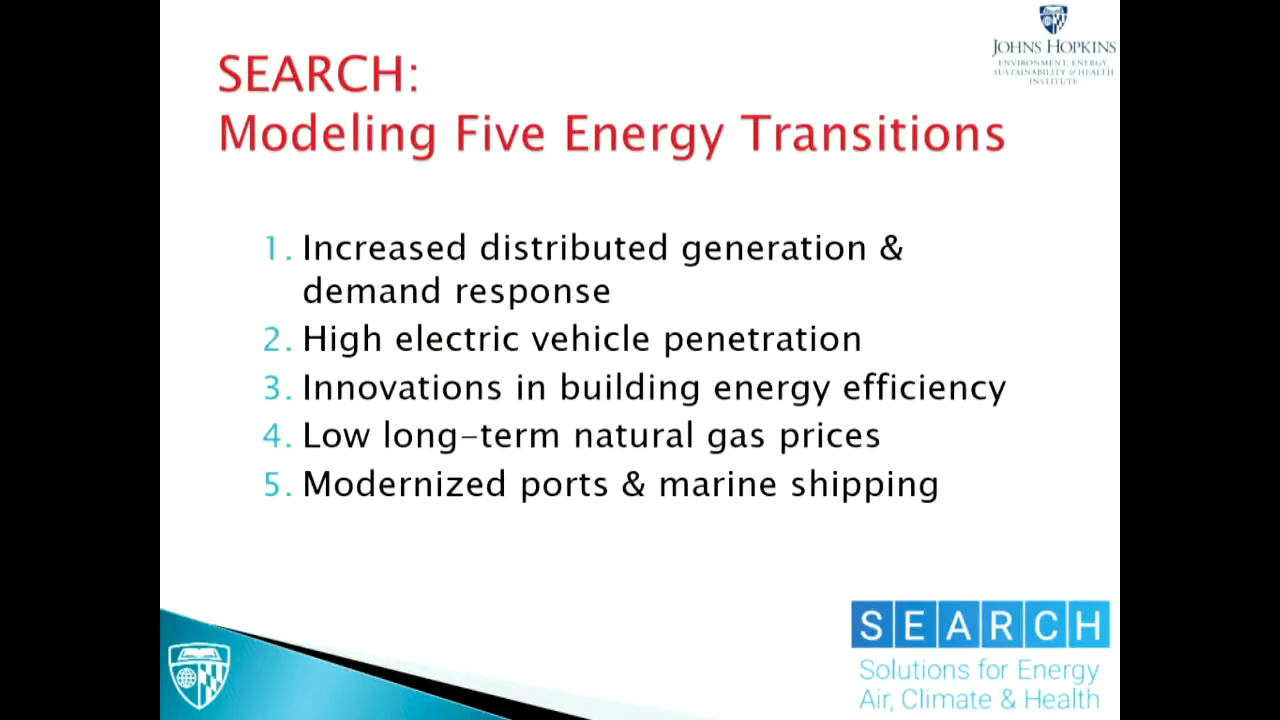 JOHNS HOPKINS
ENVIRONMENT, ENERGY,
SUSTAINABILITY & HEALTH
INSTITUTE
SEARCH:
Modeling Five Energy Transitions
1. Increased distributed generation &
demand response
2. High electric vehicle penetration
3. Innovations in building energy efficiency
4. Low long-term natural gas prices
5. Modernized ports & marine shipping
SEARCH
Solutions for Energy
Air, Climate & Health